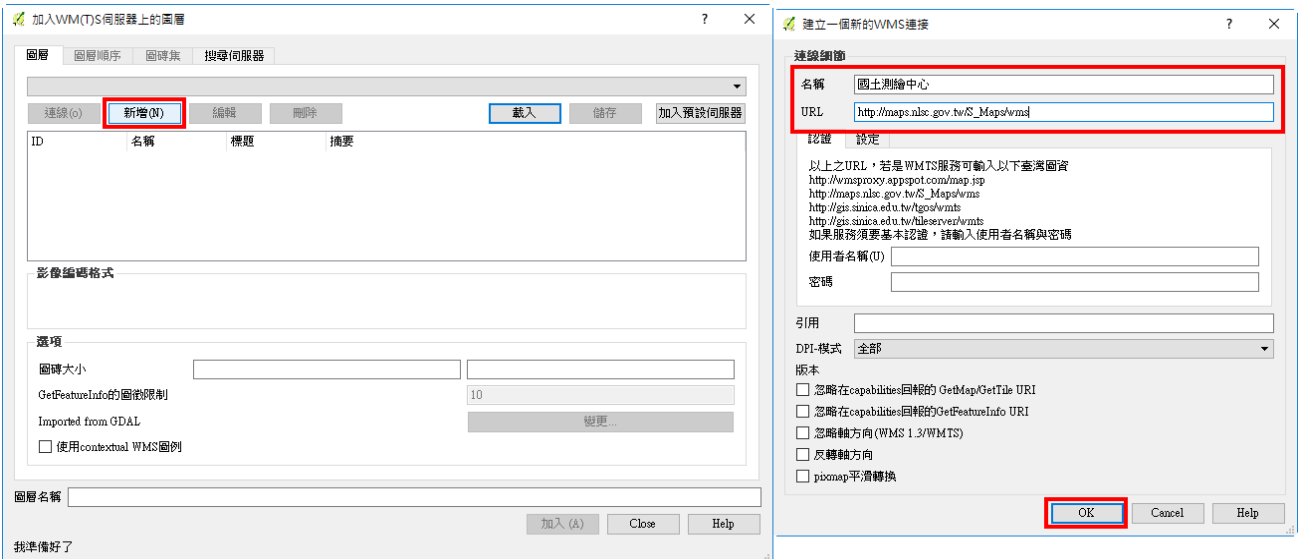 加入WM(T)S伺服器上的圖層
圖層 圖層順序 圖磚集 搜尋伺服器
連線(o) 新增(N) 編輯 刪除 載入 儲存 加入預設伺服器
ID 名稱 標題 摘要
影像編碼格式
選項
圖磚大小
GetFeatureInfo的圖徵限制 10
Imported from GDAL 變更...
使用contextual WMS圖例
圖層名稱
加入 (A) Close Help
我準備好了
建立一個新的WMS連接
連線細節
名稱 國土測繪中心
URL http://maps.nlsc.gov.tw/S_Maps/wms
認證 設定
以上之URL，若是WMTS服務可輸入以下臺灣圖資
http://wmsproxy.appspot.com/map.jsp
http://maps.nlsc.gov.tw/S_Maps/wms
http://gis.sinica.edu.tw/tgos/wmts
http://gis.sinica.edu.tw/tileserver/wmts
如果服務須要基本認證，請輸入使用者名稱與密碼
使用者名稱(U)
密碼
引用
DPI-模式 全部
版本
忽略在capabilities回報的 GetMap/GetTile URI
忽略在capabilities回報的GetFeatureInfo URI
忽略軸方向(WMS 1.3/WMTS)
反轉軸方向
pixmap平滑轉換
OK Cancel Help